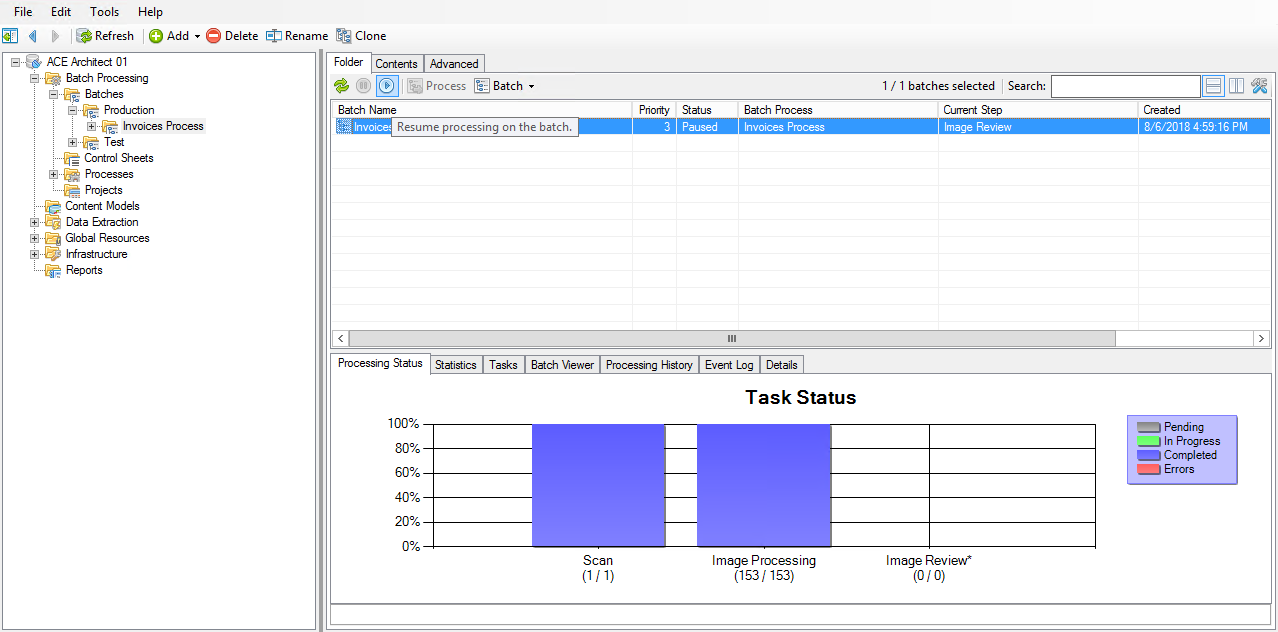 File Edit Tools Help
Refresh Add Delete Rename Clone
ACE Architect 01
Batch Processing
Batches
Production
Invoices Process
Test
Control Sheets
Processes
Projects
Content Models
Data Extraction
Global Resources
Infrastructure
Reports
Folder Contents Advanced
Process Batch 1 / 1 batches selected Search:
Batch Name Priority Status Batch Process Current Step Created
Invoices 3 Paused Invoices Process Image Review 8/6/2018 4:59:16 PM
Resume processing on the batch.
Processing Status Statistics Tasks Batch Viewer Processing History Event Log Details
Task Status
100%
80%
60%
40%
20%
0%
Scan Image Processing Image Review*
(1 / 1) (153 / 153) (0 / 0)
Pending
In Progress
Completed
Errors